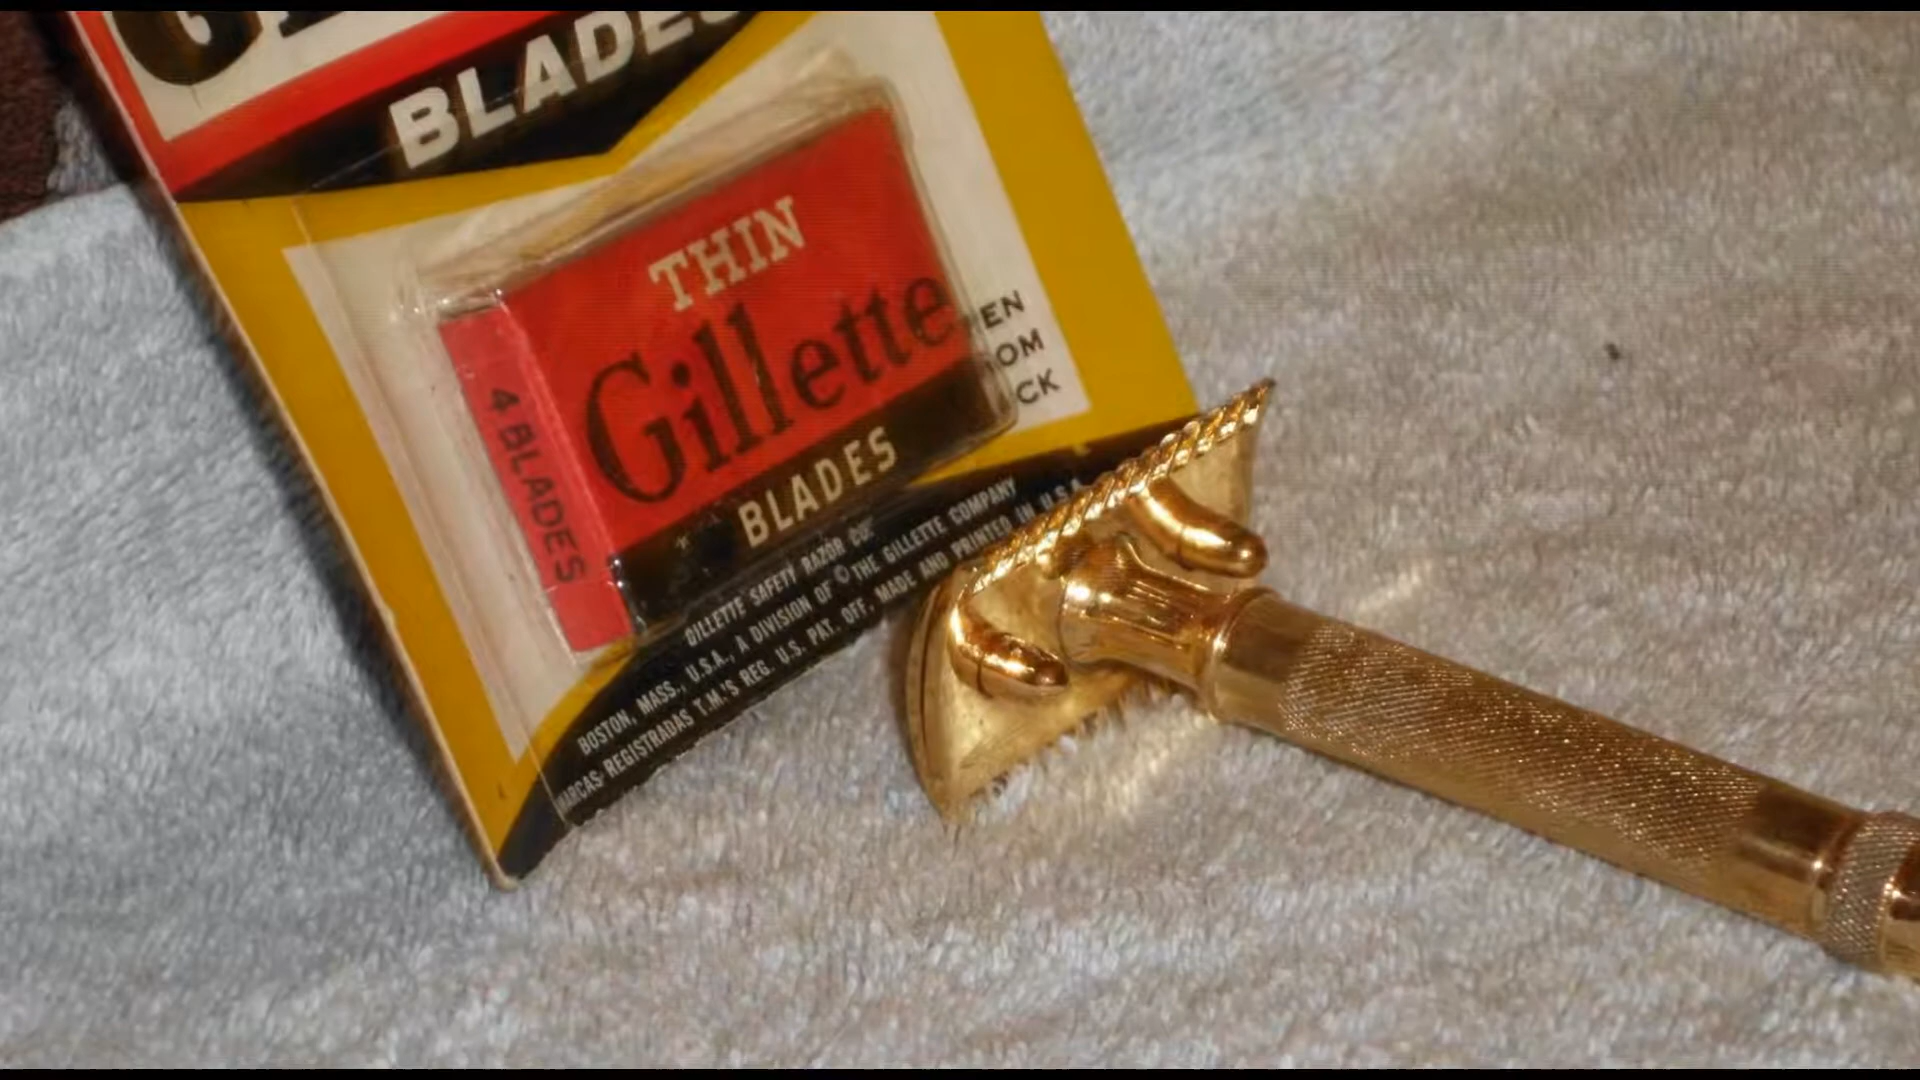 BLADES
THIN
Gillette
BLADES
4 BLADES
EN
OM
CK
GILLETTE SAFETY RAZOR CO.
BOSTON, MASS., U.S.A., A DIVISION OF © THE GILLETTE COMPANY
MARCAS REGISTRADAS T.M.'S REG. U.S. PAT. OFF. MADE AND PRINTED IN U.S.A.